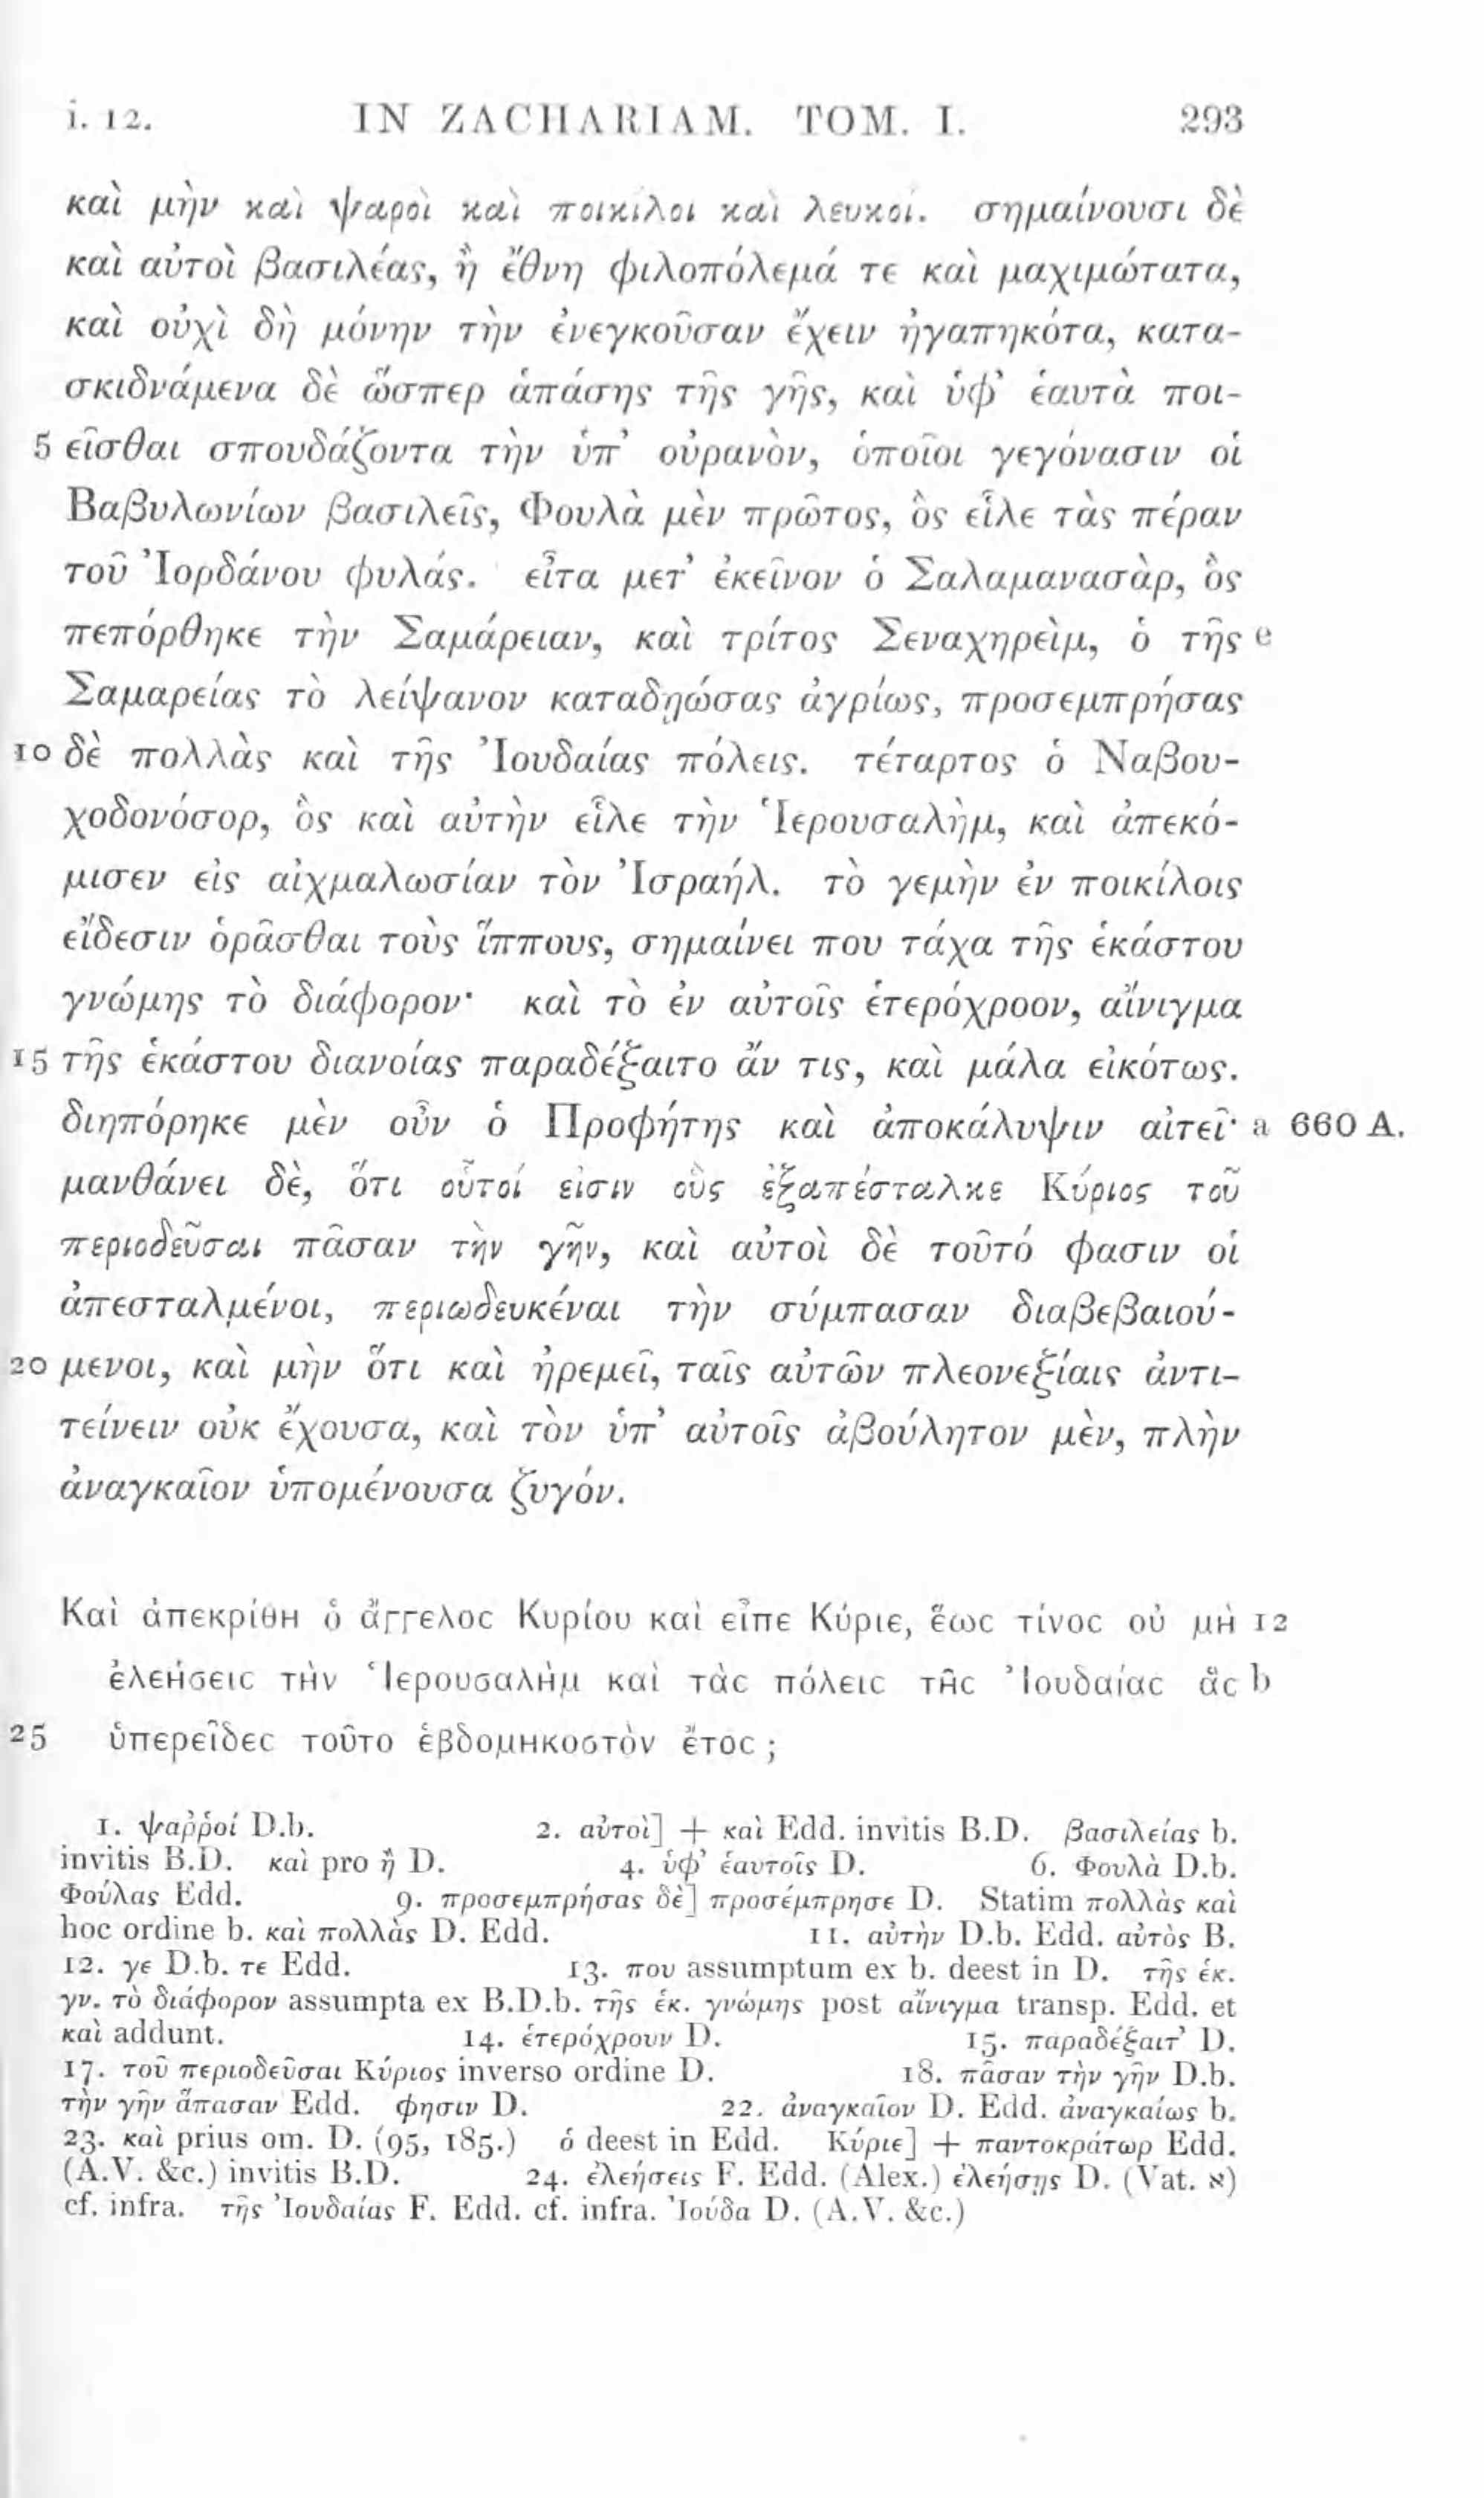 i. 12. IN ZACHARIAM. TOM. I. 293
καὶ μὴν καὶ ψαροὶ καὶ ποικίλοι καὶ λευκοί. σημαίνουσι δὲ
καὶ αὐτοὶ βασιλέας, ἢ ἔθνη φιλοπόλεμά τε καὶ μαχιμώτατα,
καὶ οὐχὶ δὴ μόνην τὴν ἐνεγκοῦσαν ἔχειν ἠγαπηκότα, κατα-
σκιδνάμενα δὲ ὥσπερ ἁπάσης τῆς γῆς, καὶ ὑφ’ ἑαυτὰ ποι-
5 εῖσθαι σπουδάζοντα τὴν ὑπ’ οὐρανὸν, ὁποῖοι γεγόνασιν οἱ
Βαβυλωνίων βασιλεῖς, Φουλὰ μὲν πρῶτος, ὃς εἷλε τὰς πέραν
τοῦ Ἰορδάνου φυλάς. εἶτα μετ’ ἐκεῖνον ὁ Σαλαμανασὰρ, ὃς
πεπόρθηκε τὴν Σαμάρειαν, καὶ τρίτος Σεναχηρεὶμ, ὁ τῆς e
Σαμαρείας τὸ λείψανον καταδῃώσας ἀγρίως, προσεμπρήσας
10 δὲ πολλὰς καὶ τῆς Ἰουδαίας πόλεις. τέταρτος ὁ Ναβου-
χοδονόσορ, ὃς καὶ αὐτὴν εἷλε τὴν Ἱερουσαλὴμ, καὶ ἀπεκό-
μισεν εἰς αἰχμαλωσίαν τὸν Ἰσραήλ. τὸ γεμὴν ἐν ποικίλοις
εἴδεσιν ὁρᾶσθαι τοὺς ἵππους, σημαίνει που τάχα τῆς ἑκάστου
γνώμης τὸ διάφορον· καὶ τὸ ἐν αὐτοῖς ἑτερόχροον, αἴνιγμα
15 τῆς ἑκάστου διανοίας παραδέξαιτο ἄν τις, καὶ μάλα εἰκότως.
διηπόρηκε μὲν οὖν ὁ Προφήτης καὶ ἀποκάλυψιν αἰτεῖ· a 660 A.
μανθάνει δὲ, ὅτι οὗτοί εἰσιν οὓς ἐξαπέσταλκε Κύριος τοῦ
περιοδεῦσαι πᾶσαν τὴν γῆν, καὶ αὐτοὶ δὲ τοῦτό φασιν οἱ
ἀπεσταλμένοι, περιωδευκέναι τὴν σύμπασαν διαβεβαιού-
20 μενοι, καὶ μὴν ὅτι καὶ ἠρεμεῖ, ταῖς αὐτῶν πλεονεξίαις ἀντι-
τείνειν οὐκ ἔχουσα, καὶ τὸν ὑπ’ αὐτοῖς ἀβούλητον μὲν, πλὴν
ἀναγκαῖον ὑπομένουσα ζυγόν.
Καὶ ἀπεκρίθη ὁ ἄγγελος Κυρίου καὶ εἶπε Κύριε, ἕως τίνος οὐ μὴ 12
ἐλεήσεις τὴν Ἱερουσαλὴμ καὶ τὰς πόλεις τῆς Ἰουδαίας ἃς b
25 ὑπερεῖδες τοῦτο ἑβδομηκοστὸν ἔτος ;
1. ψαῤῥοί D.b. 2. αὐτοὶ] + καὶ Edd. invitis B.D. βασιλείας b.
invitis B.D. καὶ pro ἢ D. 4. ὑφ’ ἑαυτοῖς D. 6. Φουλὰ D.b.
Φούλας Edd. 9. προσεμπρήσας δὲ] προσέμπρησε D. Statim πολλὰς καὶ
hoc ordine b. καὶ πολλὰς D. Edd. 11. αὐτὴν D.b. Edd. αὐτὸς B.
12. γε D.b. τε Edd. 13. που assumptum ex b. deest in D. τῆς ἑκ.
γν. τὸ διάφορον assumpta ex B.D.b. τῆς ἑκ. γνώμης post αἴνιγμα transp. Edd. et
καὶ addunt. 14. ἑτερόχρουν D. 15. παραδέξαιτ’ D.
17. τοῦ περιοδεῦσαι Κύριος inverso ordine D. 18. πᾶσαν τὴν γῆν D.b.
τὴν γῆν ἅπασαν Edd. φησιν D. 22. ἀναγκαῖον D. Edd. ἀναγκαίως b.
23. καὶ prius om. D. (95, 185.) ὁ deest in Edd. Κύριε] + παντοκράτωρ Edd.
(A.V. &c.) invitis B.D. 24. ἐλεήσεις F. Edd. (Alex.) ἐλεήσῃς D. (Vat. א)
cf. infra. τῆς Ἰουδαίας F. Edd. cf. infra. Ἰούδα D. (A.V. &c.)